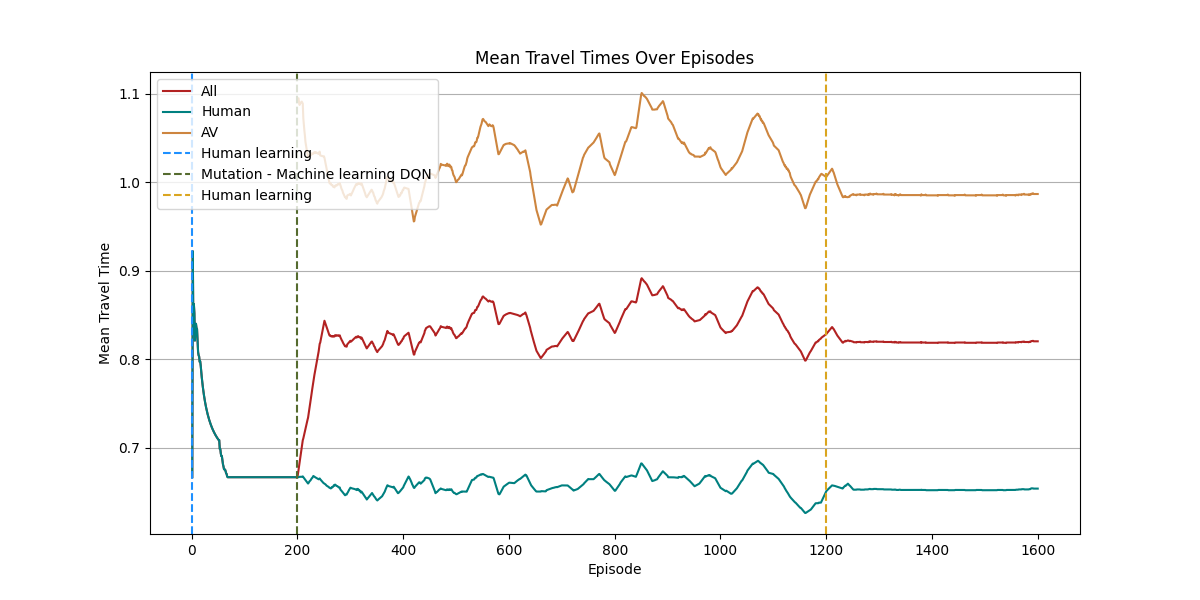 Mean Travel Times Over Episodes
All
Human
AV
Human learning
Mutation - Machine learning DQN
Human learning
Mean Travel Time
1.1
1.0
0.9
0.8
0.7
0
200
400
600
800
1000
1200
1400
1600
Episode